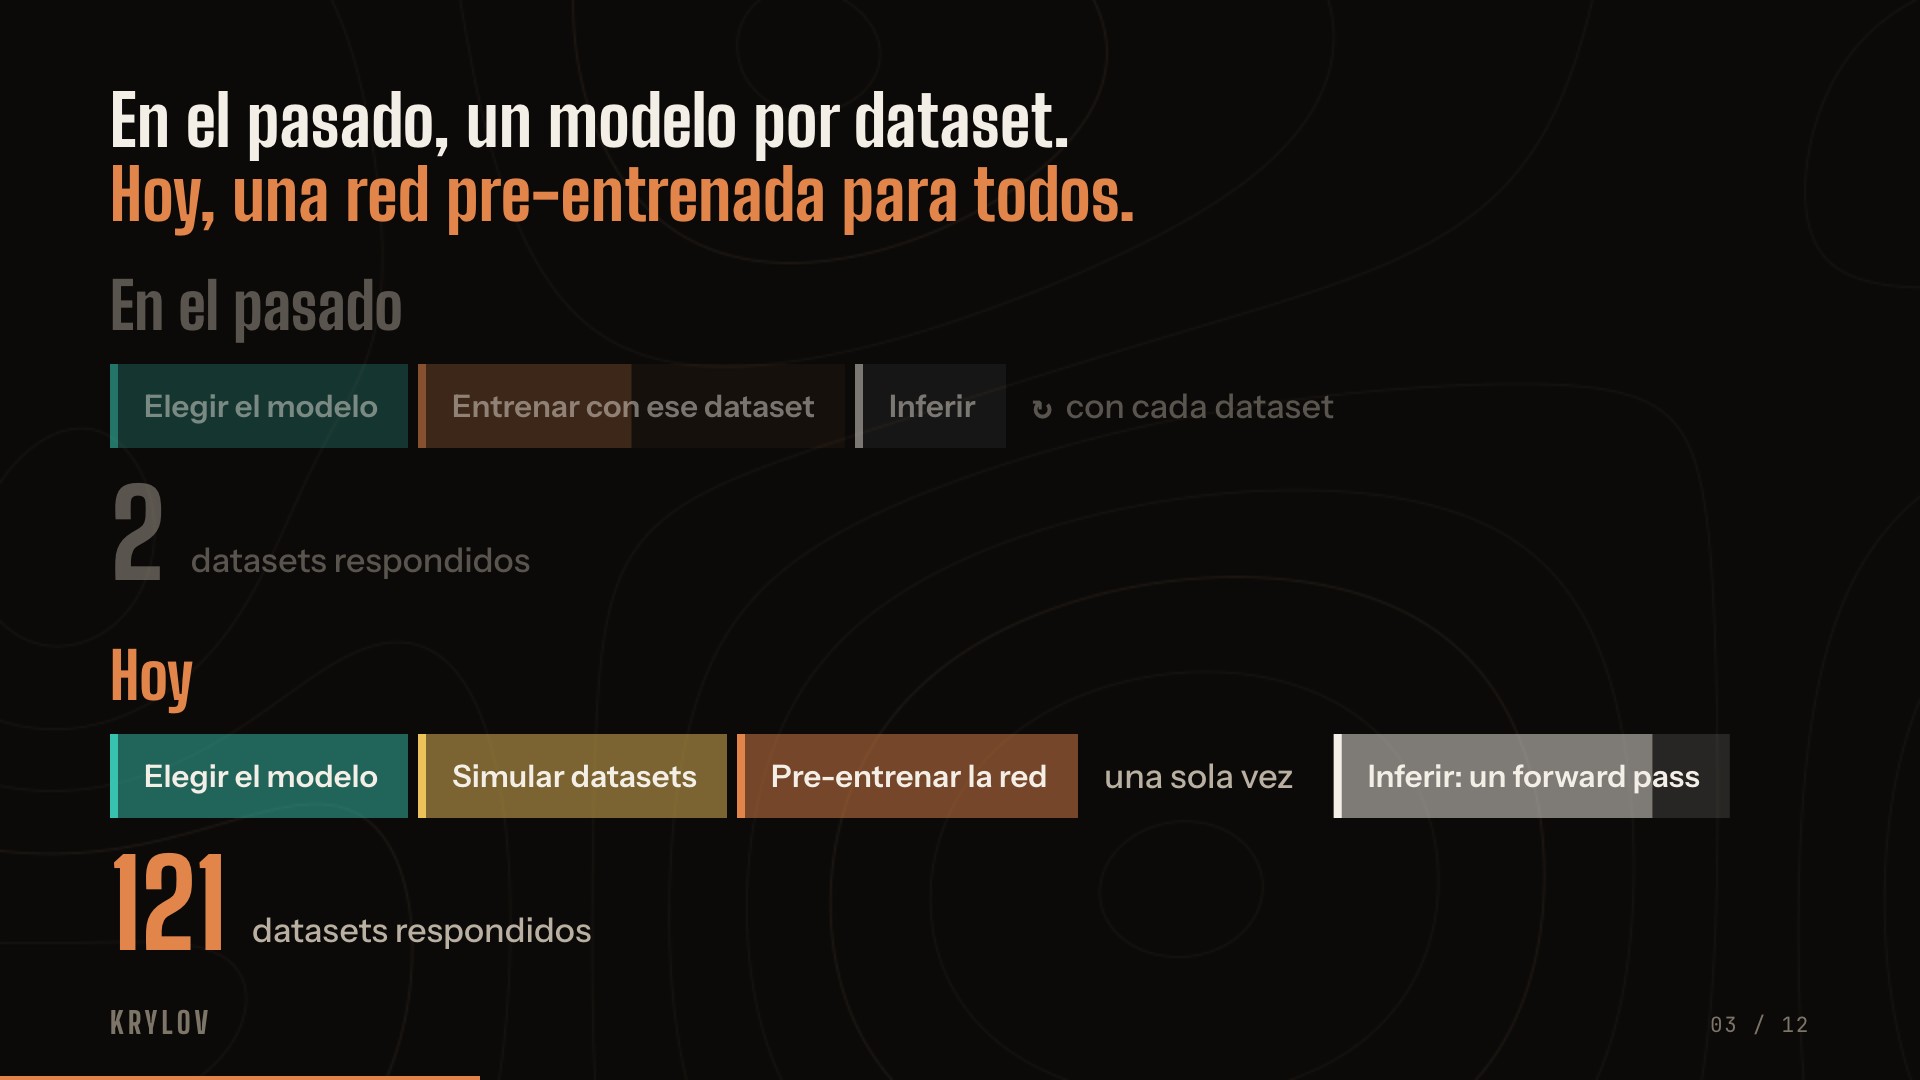 En el pasado, un modelo por dataset.
Hoy, una red pre-entrenada para todos.
En el pasado
Elegir el modelo
Entrenar con ese dataset
Inferir
↻ con cada dataset
2 datasets respondidos
Hoy
Elegir el modelo
Simular datasets
Pre-entrenar la red
una sola vez
Inferir: un forward pass
121 datasets respondidos
KRYLOV
03 / 12